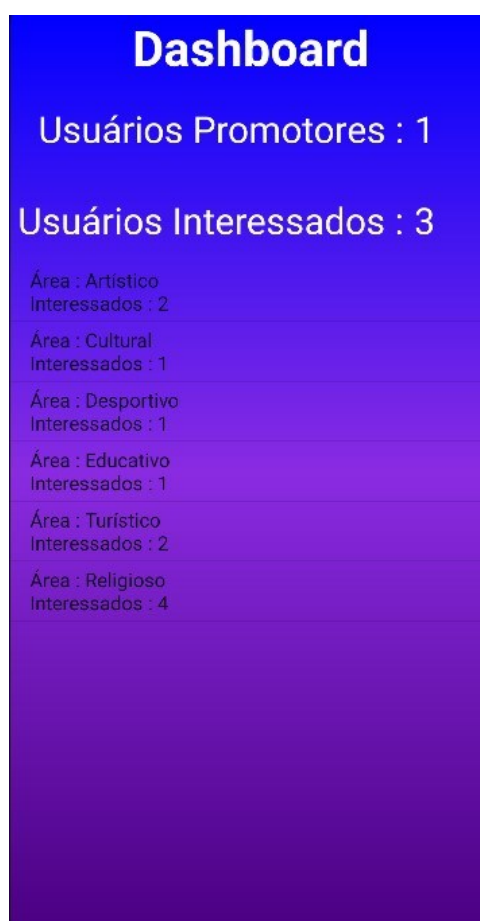 Dashboard
Usuários Promotores : 1
Usuários Interessados : 3
Área : Artístico
Interessados : 2
Área : Cultural
Interessados : 1
Área : Desportivo
Interessados : 1
Área : Educativo
Interessados : 1
Área : Turístico
Interessados : 2
Área : Religioso
Interessados : 4